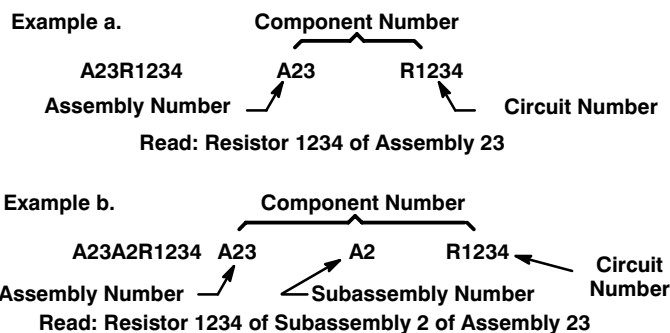 Example a. Component Number
A23R1234 A23 R1234
Assembly Number Circuit Number
Read: Resistor 1234 of Assembly 23
Example b. Component Number
A23A2R1234 A23 A2 R1234
Circuit
Assembly Number Subassembly Number Number
Read: Resistor 1234 of Subassembly 2 of Assembly 23